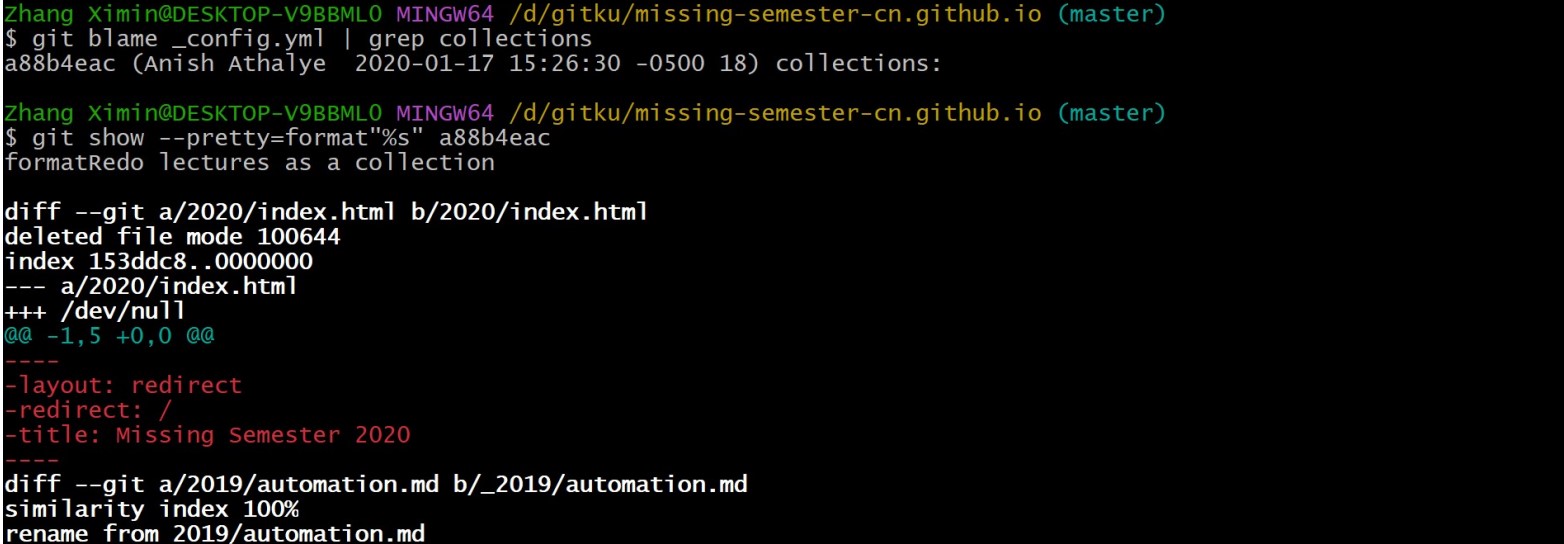 Zhang Ximin@DESKTOP-V9BBML0 MINGW64 /d/gitku/missing-semester-cn.github.io (master)
$ git blame _config.yml | grep collections
a88b4eac (Anish Athalye  2020-01-17 15:26:30 -0500 18) collections:
Zhang Ximin@DESKTOP-V9BBML0 MINGW64 /d/gitku/missing-semester-cn.github.io (master)
$ git show --pretty=format"%s" a88b4eac
formatRedo lectures as a collection
diff --git a/2020/index.html b/2020/index.html
deleted file mode 100644
index 153ddc8..0000000
--- a/2020/index.html
+++ /dev/null
@@ -1,5 +0,0 @@
----
-layout: redirect
-redirect: /
-title: Missing Semester 2020
----
diff --git a/2019/automation.md b/_2019/automation.md
similarity index 100%
rename from 2019/automation.md